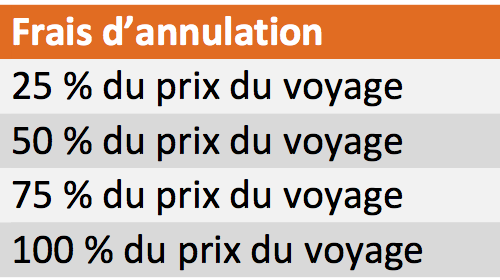 Frais d’annulation
25 % du prix du voyage
50 % du prix du voyage
75 % du prix du voyage
100 % du prix du voyage